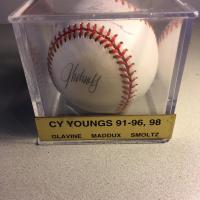 CY YOUNGS 91-96, 98
GLAVINE MADDUX SMOLTZ